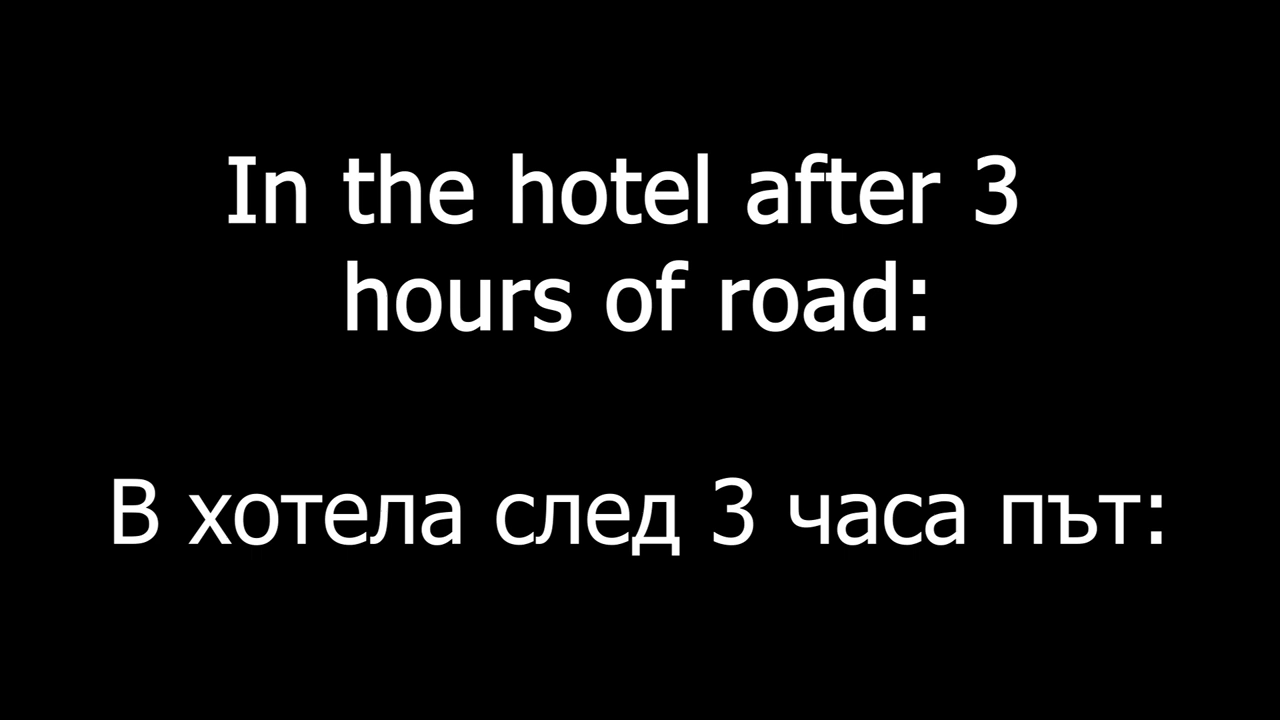 In the hotel after 3
hours of road:
В хотела след 3 часа път: